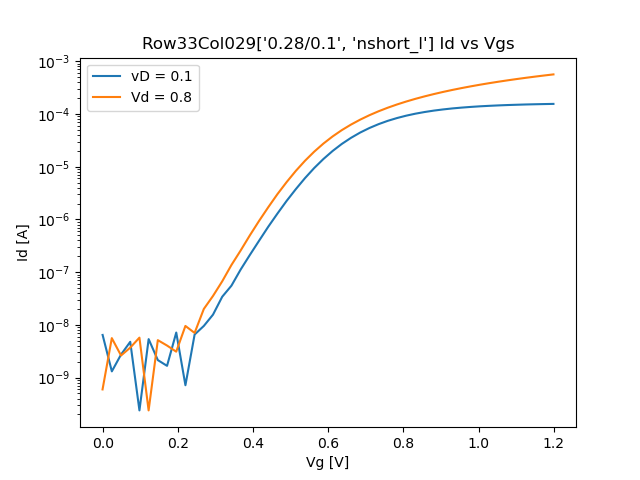 Row33Col029['0.28/0.1', 'nshort_l'] Id vs Vgs
vD = 0.1
Vd = 0.8
10⁻³
10⁻⁴
10⁻⁵
10⁻⁶
10⁻⁷
10⁻⁸
10⁻⁹
Id [A]
0.0 0.2 0.4 0.6 0.8 1.0 1.2
Vg [V]